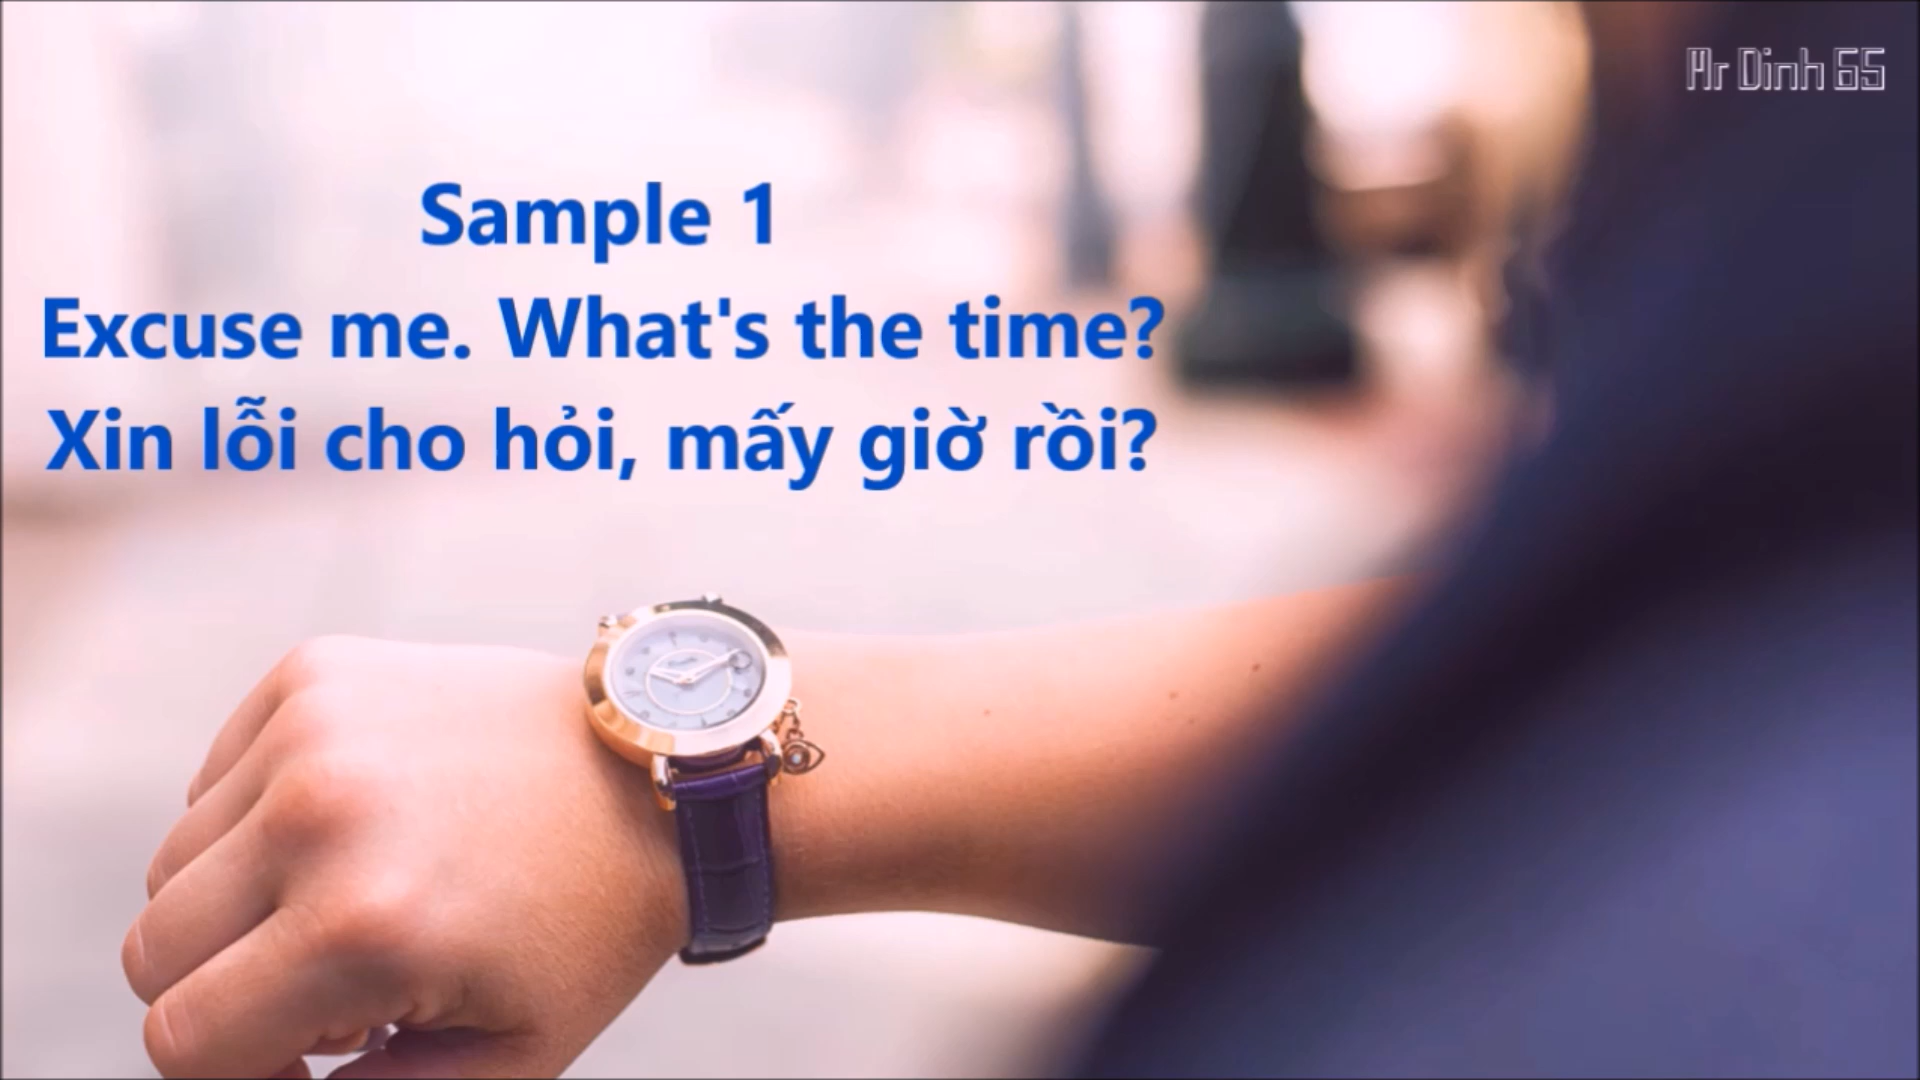 Mr Dinh 65
Sample 1
Excuse me. What's the time?
Xin lỗi cho hỏi, mấy giờ rồi?